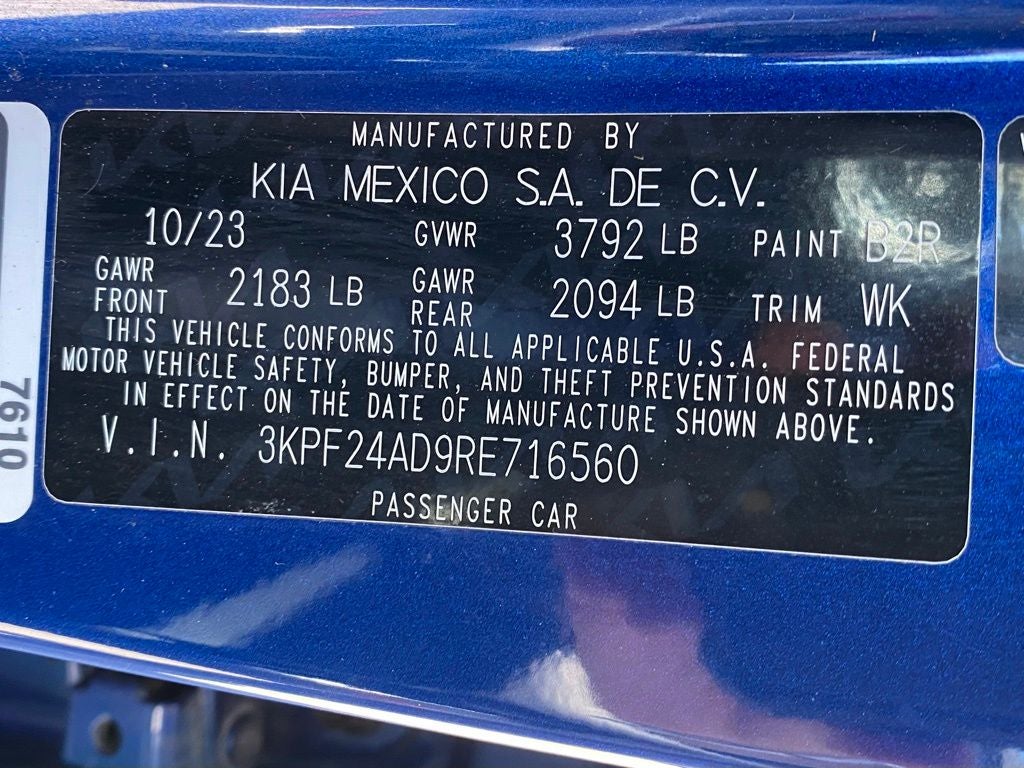 MANUFACTURED BY
KIA MEXICO S.A. DE C.V.
10/23 GVWR 3792 LB PAINT B2R
GAWR FRONT 2183 LB GAWR REAR 2094 LB TRIM WK
THIS VEHICLE CONFORMS TO ALL APPLICABLE U.S.A. FEDERAL
MOTOR VEHICLE SAFETY, BUMPER, AND THEFT PREVENTION STANDARDS
IN EFFECT ON THE DATE OF MANUFACTURE SHOWN ABOVE.
V.I.N. 3KPF24AD9RE716560
PASSENGER CAR
7610